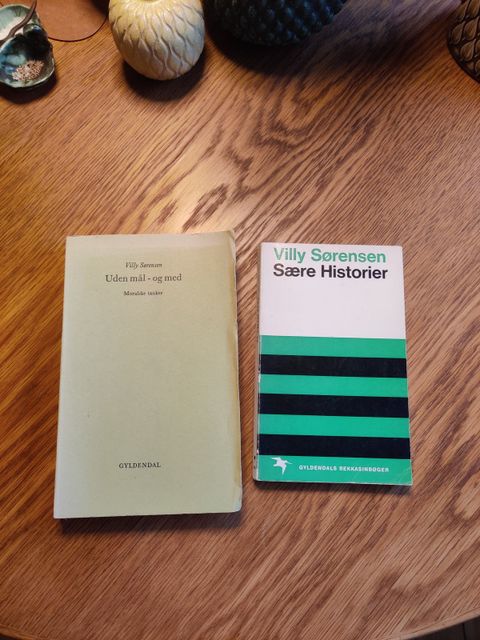 Villy Sørensen
Uden mål - og med
Moralske tanker
GYLDENDAL
Villy Sørensen
Sære Historier
GYLDENDALS BEKKASINBØGER